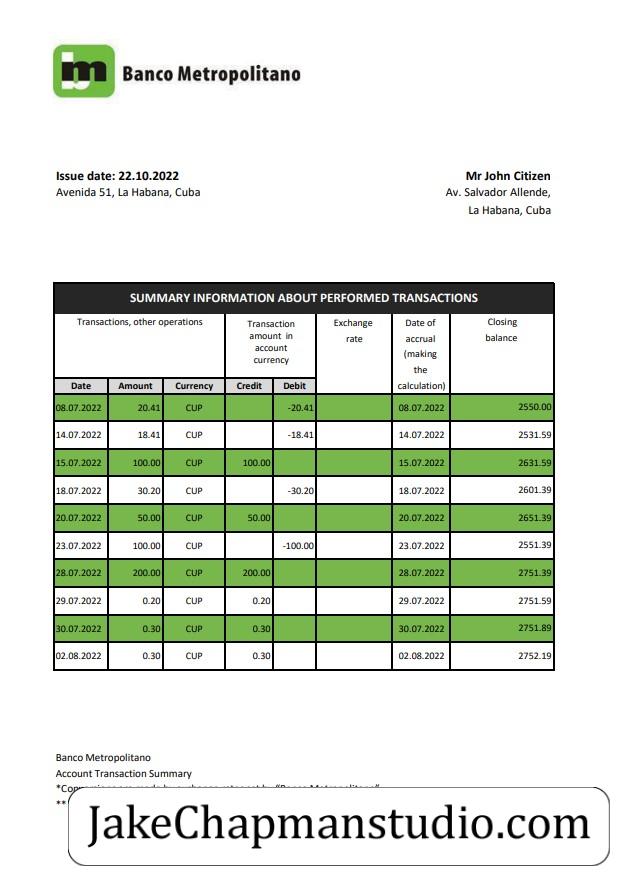 bm Banco Metropolitano
Issue date: 22.10.2022 Mr John Citizen
Avenida 51, La Habana, Cuba Av. Salvador Allende,
La Habana, Cuba
SUMMARY INFORMATION ABOUT PERFORMED TRANSACTIONS
Transactions, other operations
Transaction
amount in
account
currency
Exchange
rate
Date of
accrual
(making
the
calculation)
Closing
balance
Date Amount Currency Credit Debit
08.07.2022 20.41 CUP -20.41 08.07.2022 2550.00
14.07.2022 18.41 CUP -18.41 14.07.2022 2531.59
15.07.2022 100.00 CUP 100.00 15.07.2022 2631.59
18.07.2022 30.20 CUP -30.20 18.07.2022 2601.39
20.07.2022 50.00 CUP 50.00 20.07.2022 2651.39
23.07.2022 100.00 CUP -100.00 23.07.2022 2551.39
28.07.2022 200.00 CUP 200.00 28.07.2022 2751.39
29.07.2022 0.20 CUP 0.20 29.07.2022 2751.59
30.07.2022 0.30 CUP 0.30 30.07.2022 2751.89
02.08.2022 0.30 CUP 0.30 02.08.2022 2752.19
Banco Metropolitano
Account Transaction Summary
**
JakeChapmanstudio.com